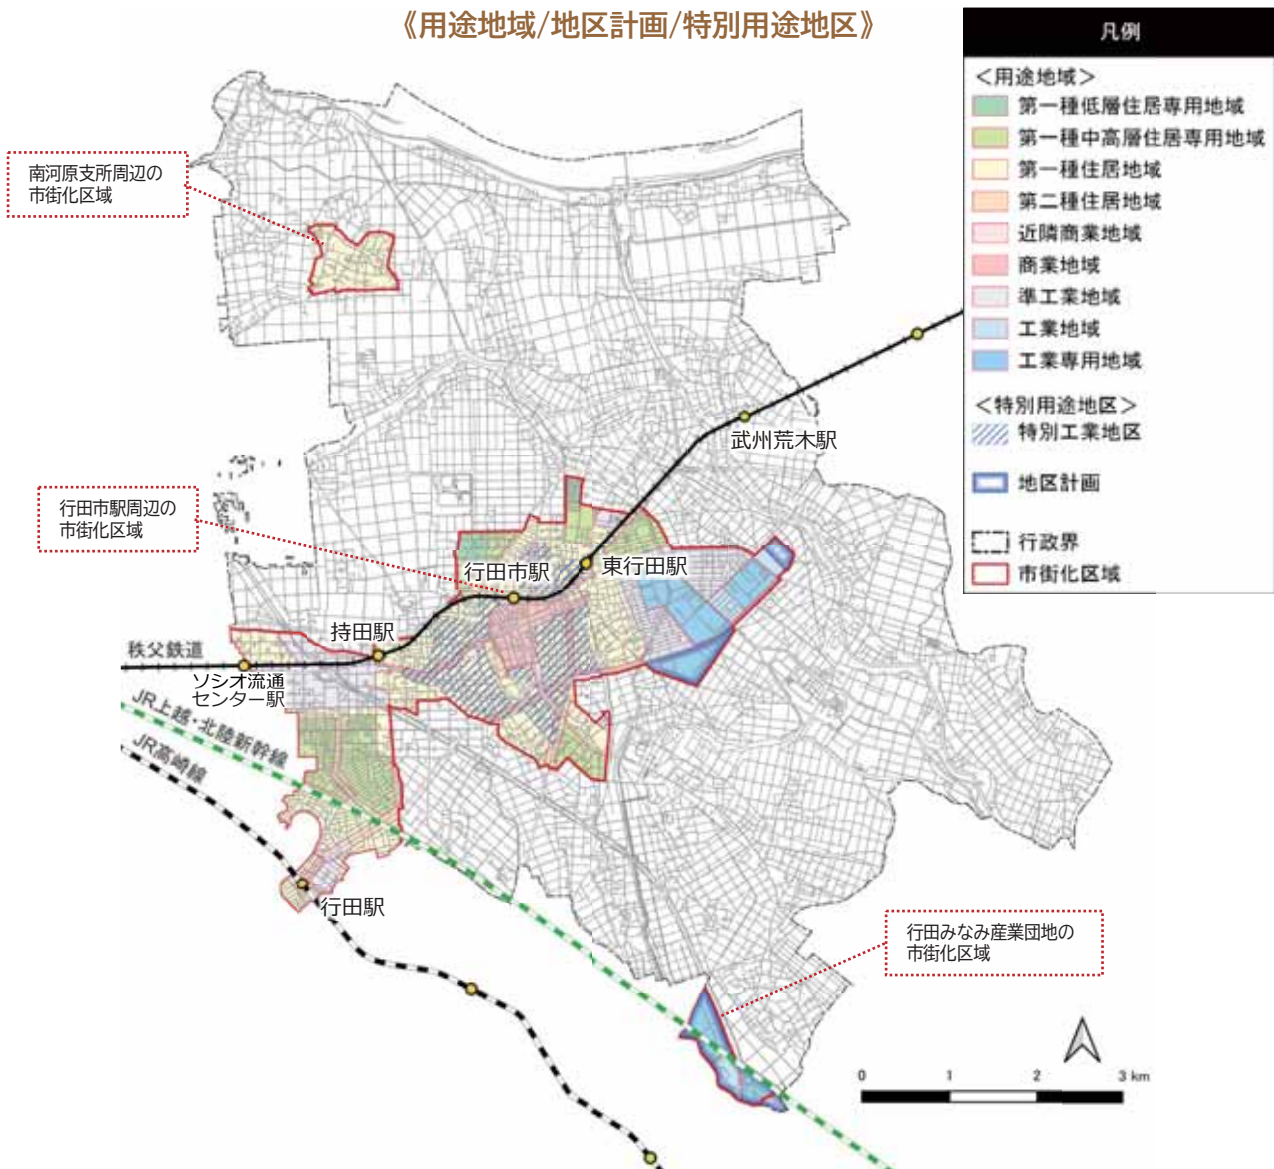 《用途地域/地区計画/特別用途地区》
凡例
＜用途地域＞
第一種低層住居専用地域
第一種中高層住居専用地域
第一種住居地域
第二種住居地域
近隣商業地域
商業地域
準工業地域
工業地域
工業専用地域
＜特別用途地区＞
特別工業地区
地区計画
行政界
市街化区域
南河原支所周辺の
市街化区域
武州荒木駅
行田市駅周辺の
市街化区域
行田市駅
東行田駅
持田駅
秩父鉄道
ソシオ流通
センター駅
JR上越・北陸新幹線
JR高崎線
行田駅
行田みなみ産業団地の
市街化区域
0 1 2 3 km